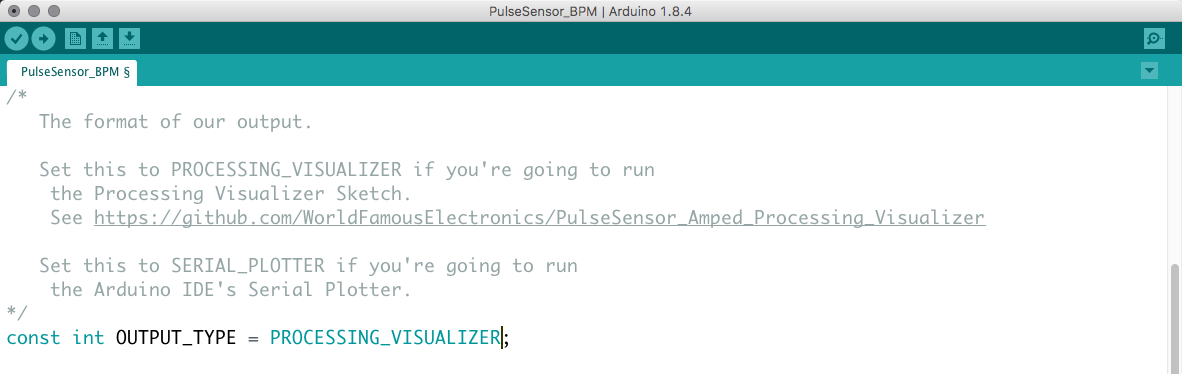 PulseSensor_BPM | Arduino 1.8.4
PulseSensor_BPM §
/*
The format of our output.
Set this to PROCESSING_VISUALIZER if you're going to run
the Processing Visualizer Sketch.
See https://github.com/WorldFamousElectronics/PulseSensor_Amped_Processing_Visualizer
Set this to SERIAL_PLOTTER if you're going to run
the Arduino IDE's Serial Plotter.
*/
const int OUTPUT_TYPE = PROCESSING_VISUALIZER;